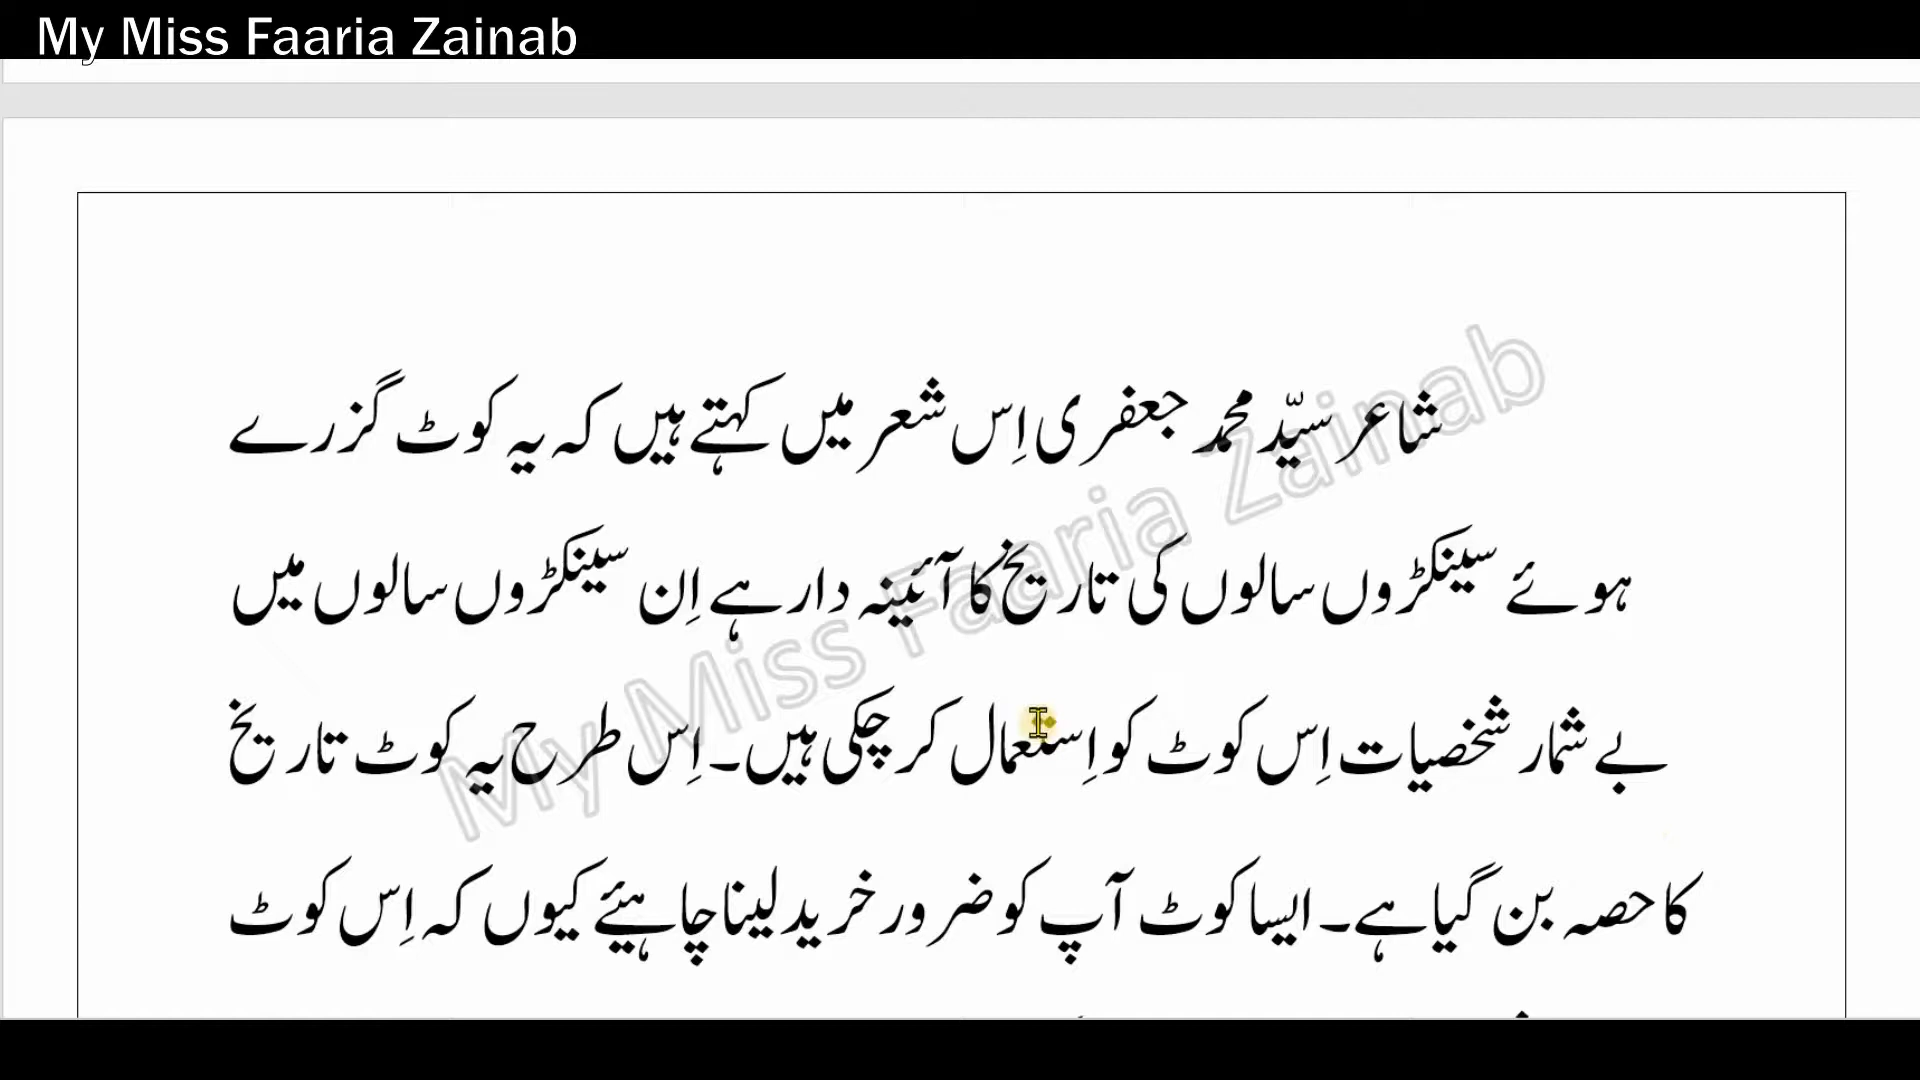 My Miss Faaria Zainab
شاعر سیّد محمد جعفری اِس شعر میں کہتے ہیں کہ یہ کوٹ گزرے
ہوئے سینکڑوں سالوں کی تاریخ کا آئینہ دار ہے اِن سینکڑوں سالوں میں
بے شمار شخصیات اِس کوٹ کو اِستعمال کر چکی ہیں۔ اِس طرح یہ کوٹ تاریخ
کا حصہ بن گیا ہے۔ ایسا کوٹ آپ کو ضرور خرید لینا چاہیئے کیوں کہ اِس کوٹ
My Miss Faaria Zainab